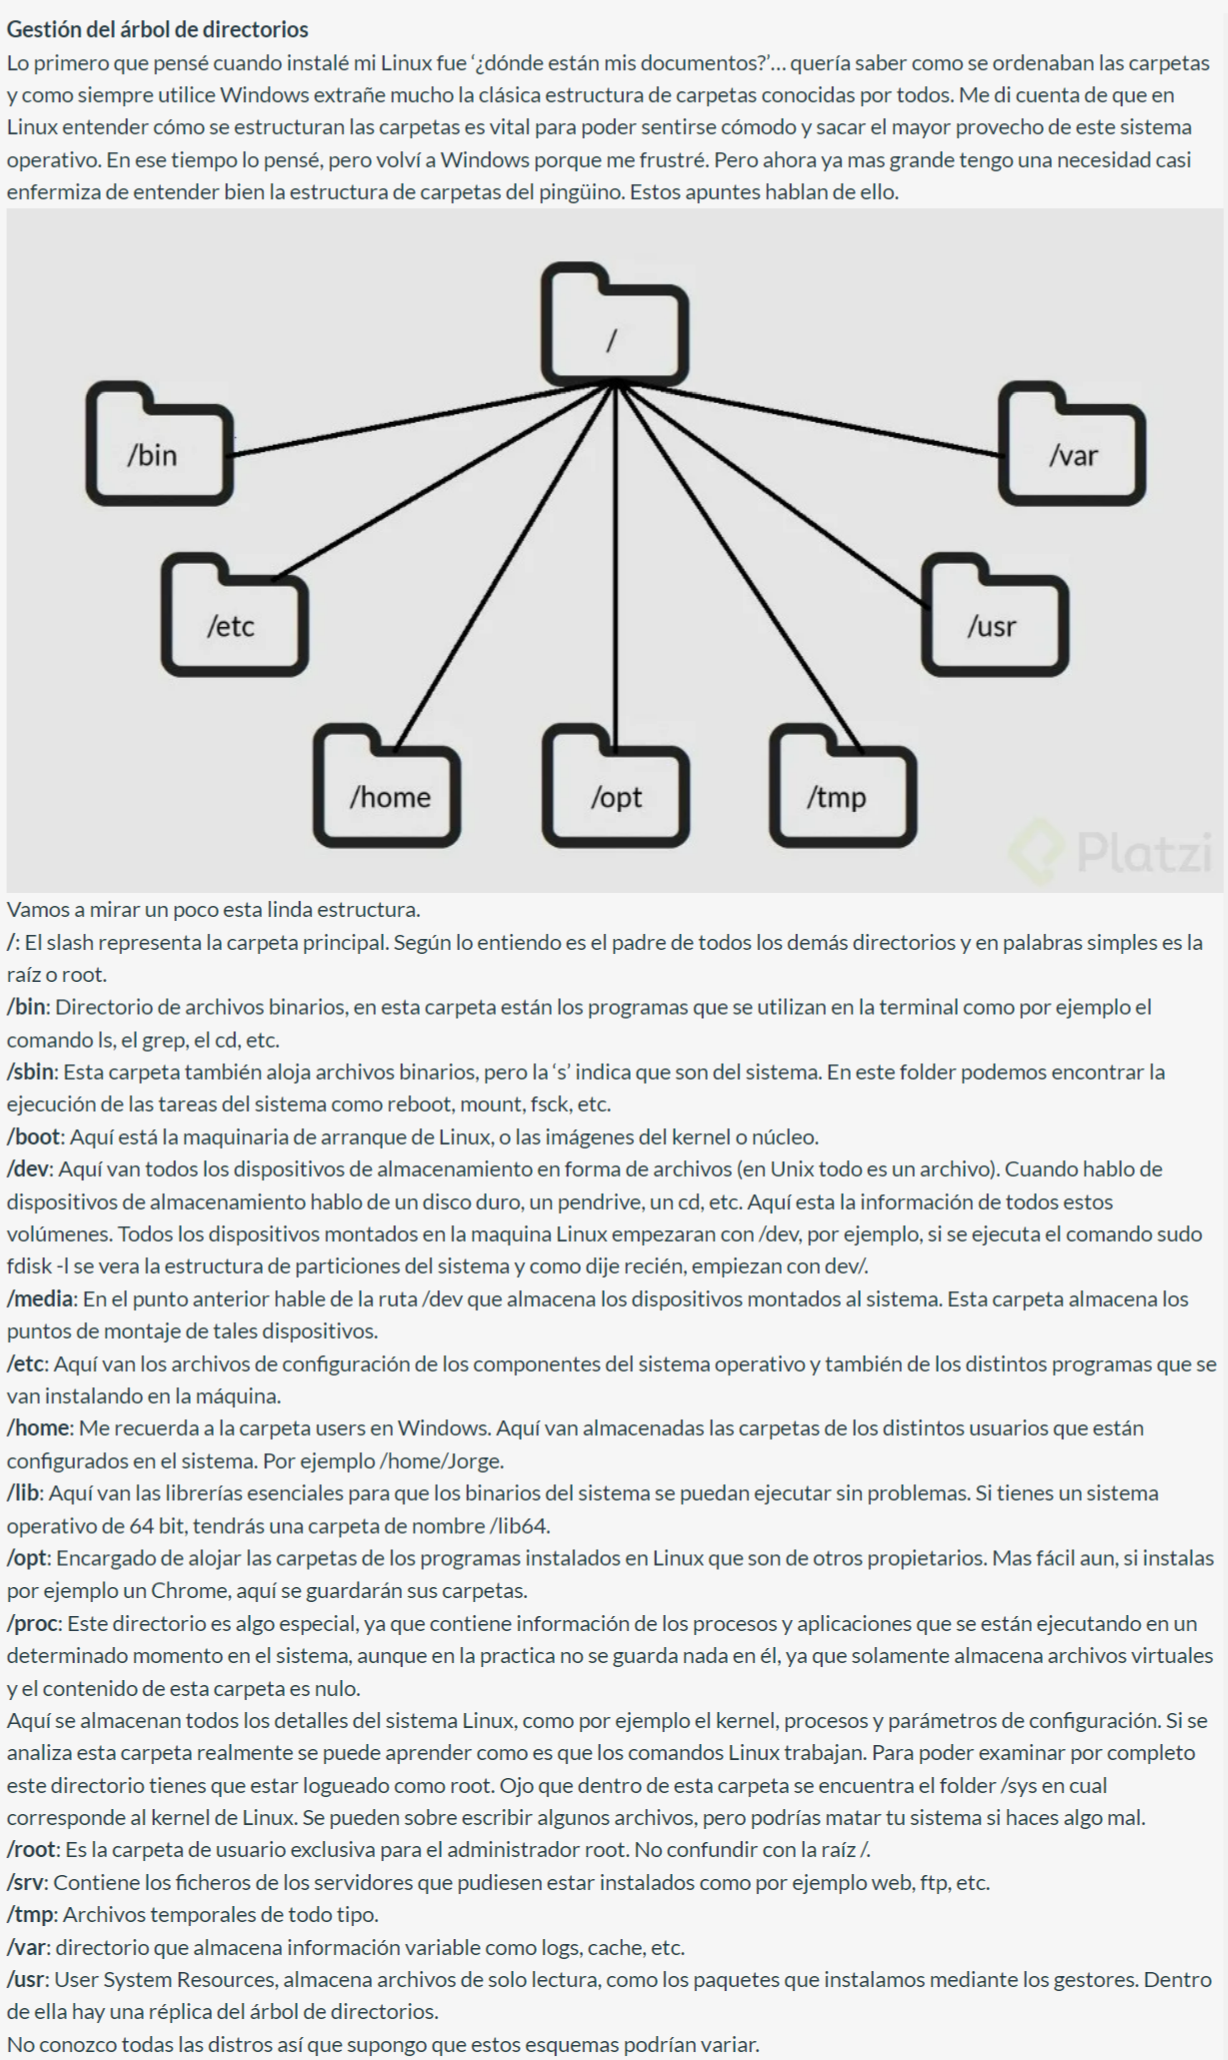 Gestión del árbol de directorios
Lo primero que pensé cuando instalé mi Linux fue ‘¿dónde están mis documentos?’... quería saber como se ordenaban las carpetas
y como siempre utilice Windows extrañe mucho la clásica estructura de carpetas conocidas por todos. Me di cuenta de que en
Linux entender cómo se estructuran las carpetas es vital para poder sentirse cómodo y sacar el mayor provecho de este sistema
operativo. En ese tiempo lo pensé, pero volví a Windows porque me frustré. Pero ahora ya mas grande tengo una necesidad casi
enfermiza de entender bien la estructura de carpetas del pingüino. Estos apuntes hablan de ello.
/
/bin
/var
/etc
/usr
/home
/opt
/tmp
Platzi
Vamos a mirar un poco esta linda estructura.
/: El slash representa la carpeta principal. Según lo entiendo es el padre de todos los demás directorios y en palabras simples es la
raíz o root.
/bin: Directorio de archivos binarios, en esta carpeta están los programas que se utilizan en la terminal como por ejemplo el
comando ls, el grep, el cd, etc.
/sbin: Esta carpeta también aloja archivos binarios, pero la ‘s’ indica que son del sistema. En este folder podemos encontrar la
ejecución de las tareas del sistema como reboot, mount, fsck, etc.
/boot: Aquí está la maquinaria de arranque de Linux, o las imágenes del kernel o núcleo.
/dev: Aquí van todos los dispositivos de almacenamiento en forma de archivos (en Unix todo es un archivo). Cuando hablo de
dispositivos de almacenamiento hablo de un disco duro, un pendrive, un cd, etc. Aquí esta la información de todos estos
volúmenes. Todos los dispositivos montados en la maquina Linux empezaran con /dev, por ejemplo, si se ejecuta el comando sudo
fdisk -l se vera la estructura de particiones del sistema y como dije recién, empiezan con dev/.
/media: En el punto anterior hable de la ruta /dev que almacena los dispositivos montados al sistema. Esta carpeta almacena los
puntos de montaje de tales dispositivos.
/etc: Aquí van los archivos de configuración de los componentes del sistema operativo y también de los distintos programas que se
van instalando en la máquina.
/home: Me recuerda a la carpeta users en Windows. Aquí van almacenadas las carpetas de los distintos usuarios que están
configurados en el sistema. Por ejemplo /home/Jorge.
/lib: Aquí van las librerías esenciales para que los binarios del sistema se puedan ejecutar sin problemas. Si tienes un sistema
operativo de 64 bit, tendrás una carpeta de nombre /lib64.
/opt: Encargado de alojar las carpetas de los programas instalados en Linux que son de otros propietarios. Mas fácil aun, si instalas
por ejemplo un Chrome, aquí se guardarán sus carpetas.
/proc: Este directorio es algo especial, ya que contiene información de los procesos y aplicaciones que se están ejecutando en un
determinado momento en el sistema, aunque en la practica no se guarda nada en él, ya que solamente almacena archivos virtuales
y el contenido de esta carpeta es nulo.
Aquí se almacenan todos los detalles del sistema Linux, como por ejemplo el kernel, procesos y parámetros de configuración. Si se
analiza esta carpeta realmente se puede aprender como es que los comandos Linux trabajan. Para poder examinar por completo
este directorio tienes que estar logueado como root. Ojo que dentro de esta carpeta se encuentra el folder /sys en cual
corresponde al kernel de Linux. Se pueden sobre escribir algunos archivos, pero podrías matar tu sistema si haces algo mal.
/root: Es la carpeta de usuario exclusiva para el administrador root. No confundir con la raíz /.
/srv: Contiene los ficheros de los servidores que pudiesen estar instalados como por ejemplo web, ftp, etc.
/tmp: Archivos temporales de todo tipo.
/var: directorio que almacena información variable como logs, cache, etc.
/usr: User System Resources, almacena archivos de solo lectura, como los paquetes que instalamos mediante los gestores. Dentro
de ella hay una réplica del árbol de directorios.
No conozco todas las distros así que supongo que estos esquemas podrían variar.